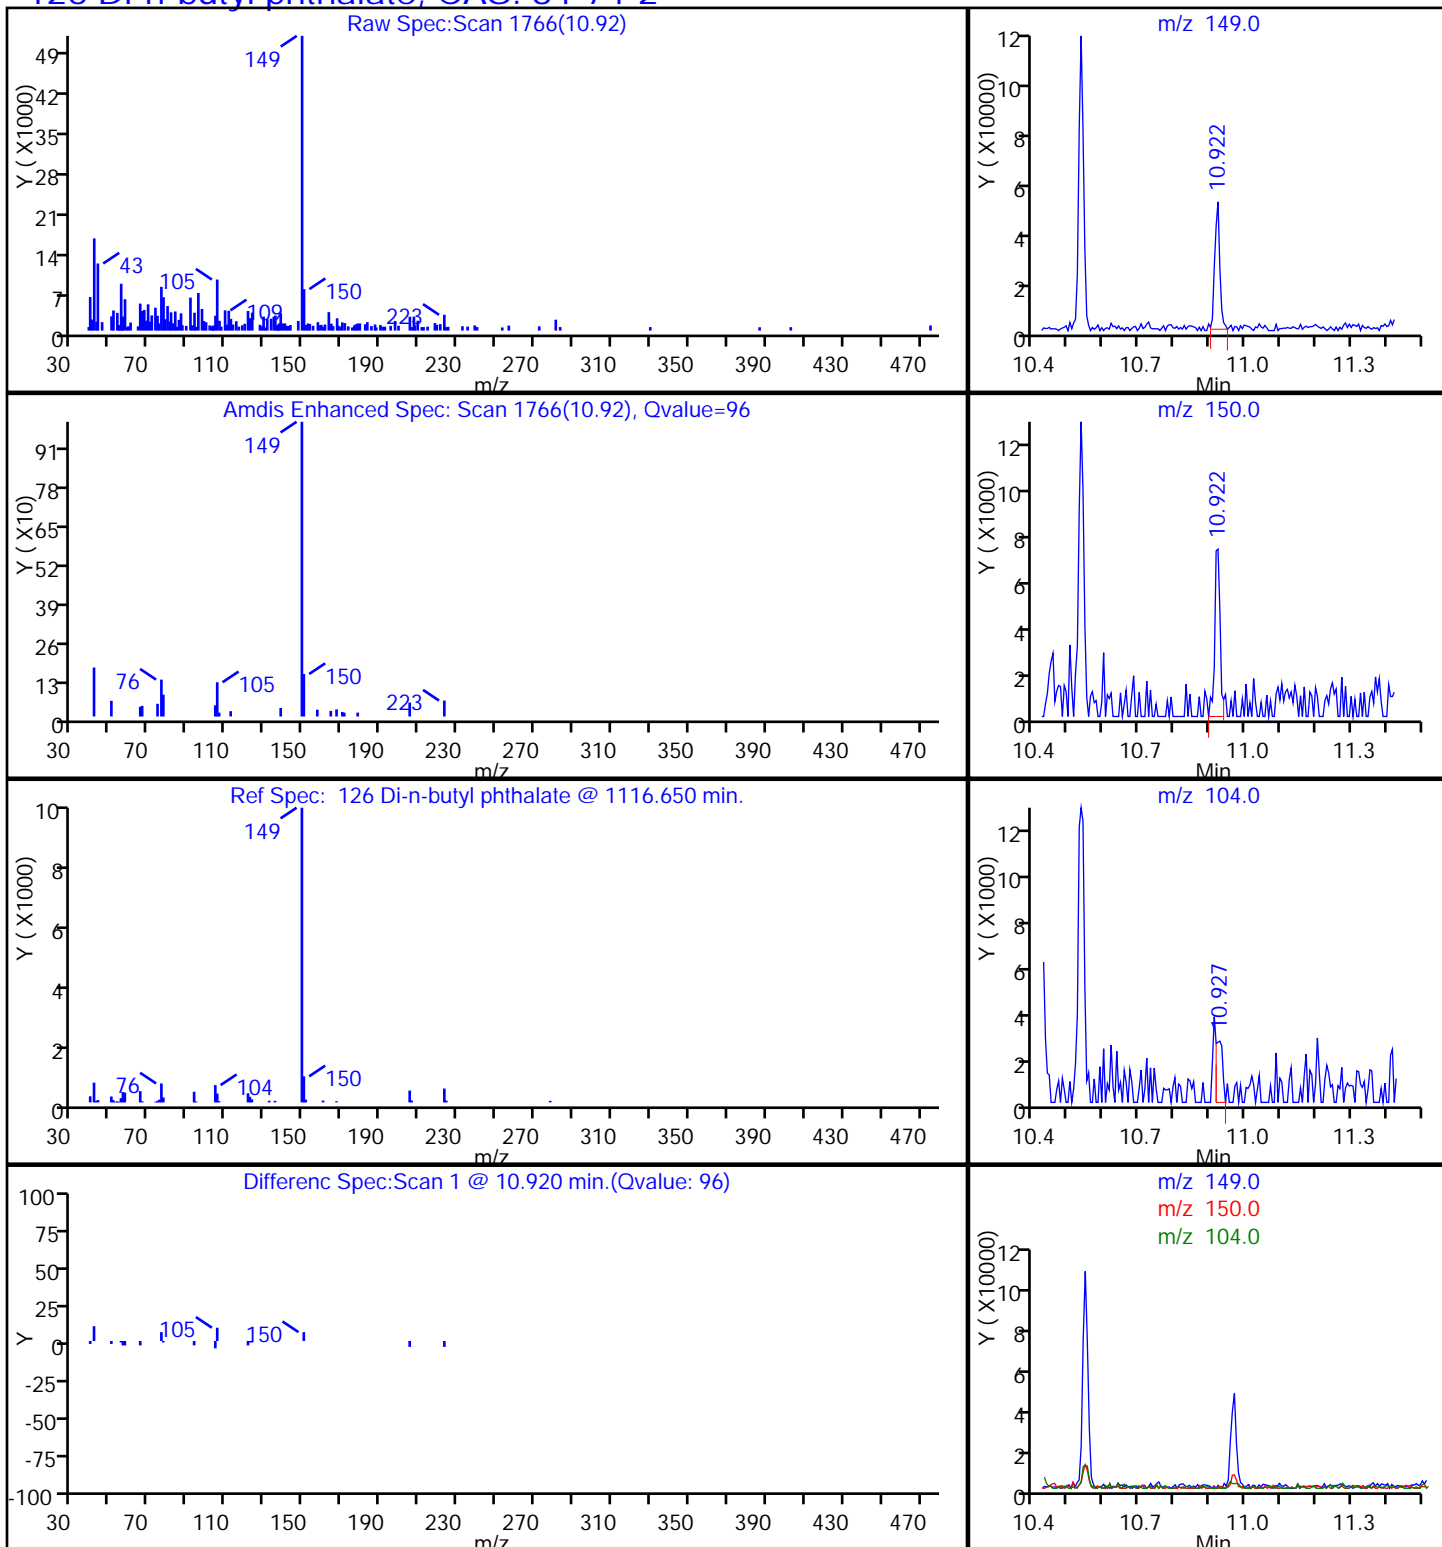 126 Di-n-butyl phthalate, CAS: 84-74-2
Raw Spec:Scan 1766(10.92)
Y ( X1000)
49
42
35
28
21
14
7
0
149
43
105
109
150
223
30 70 110 150 190 230 270 310 350 390 430 470
m/z
m/z 149.0
Y ( X10000)
12
10
8
6
4
2
0
10.922
10.4 10.7 11.0 11.3
Min
Amdis Enhanced Spec: Scan 1766(10.92), Qvalue=96
Y ( X10)
91
78
65
52
39
26
13
0
149
76
105
150
223
30 70 110 150 190 230 270 310 350 390 430 470
m/z
m/z 150.0
Y ( X1000)
12
10
8
6
4
2
0
10.922
10.4 10.7 11.0 11.3
Min
Ref Spec: 126 Di-n-butyl phthalate @ 1116.650 min.
Y ( X1000)
10
8
6
4
2
0
149
76
104
150
30 70 110 150 190 230 270 310 350 390 430 470
m/z
m/z 104.0
Y ( X1000)
12
10
8
6
4
2
0
10.927
10.4 10.7 11.0 11.3
Min
Differenc Spec:Scan 1 @ 10.920 min.(Qvalue: 96)
Y
100
75
50
25
0
-25
-50
-75
-100
105
150
30 70 110 150 190 230 270 310 350 390 430 470
m/z
m/z 149.0
m/z 150.0
m/z 104.0
Y ( X10000)
12
10
8
6
4
2
0
10.4 10.7 11.0 11.3
Min